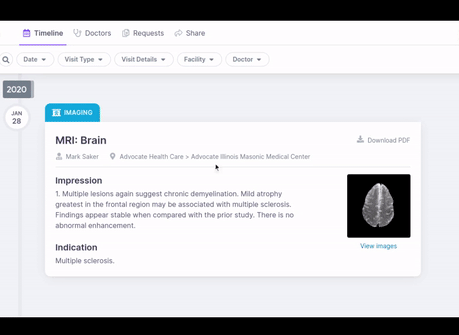 Timeline Doctors Requests Share
Date Visit Type Visit Details Facility Doctor
2020
JAN
28
IMAGING
MRI: Brain
Download PDF
Mark Saker Advocate Health Care > Advocate Illinois Masonic Medical Center
Impression
1. Multiple lesions again suggest chronic demyelination. Mild atrophy
greatest in the frontal region may be associated with multiple sclerosis.
Findings appear stable when compared with the prior study. There is no
abnormal enhancement.
View images
Indication
Multiple sclerosis.